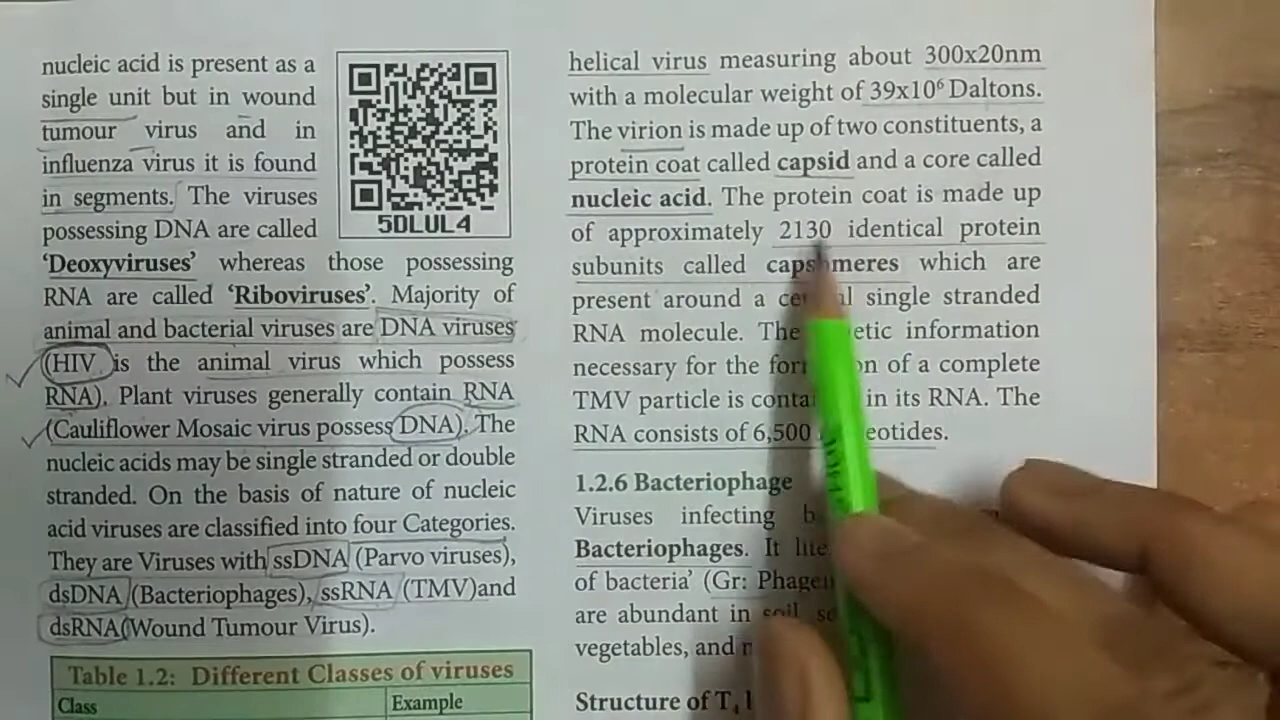 nucleic acid is present as a
single unit but in wound
tumour virus and in
influenza virus it is found
in segments. The viruses
possessing DNA are called
'Deoxyviruses' whereas those possessing
RNA are called 'Riboviruses'. Majority of
animal and bacterial viruses are DNA viruses
(HIV is the animal virus which possess
RNA). Plant viruses generally contain RNA
(Cauliflower Mosaic virus possess DNA). The
nucleic acids may be single stranded or double
stranded. On the basis of nature of nucleic
acid viruses are classified into four Categories.
They are Viruses with ssDNA (Parvo viruses),
dsDNA (Bacteriophages), ssRNA (TMV)and
dsRNA(Wound Tumour Virus).
Table 1.2: Different Classes of viruses
Class Example
5DLUL4
helical virus measuring about 300x20nm
with a molecular weight of 39x10⁶ Daltons.
The virion is made up of two constituents, a
protein coat called capsid and a core called
nucleic acid. The protein coat is made up
of approximately 2130 identical protein
subunits called capsomeres which are
present around a single stranded
RNA molecule. The information
necessary for the of a complete
TMV particle is in its RNA. The
RNA consists of 6,500
1.2.6 Bacteriophage
Viruses infecting
Bacteriophages. It
of bacteria' (Gr:
are abundant in soil,
vegetables, and
Structure of T₄